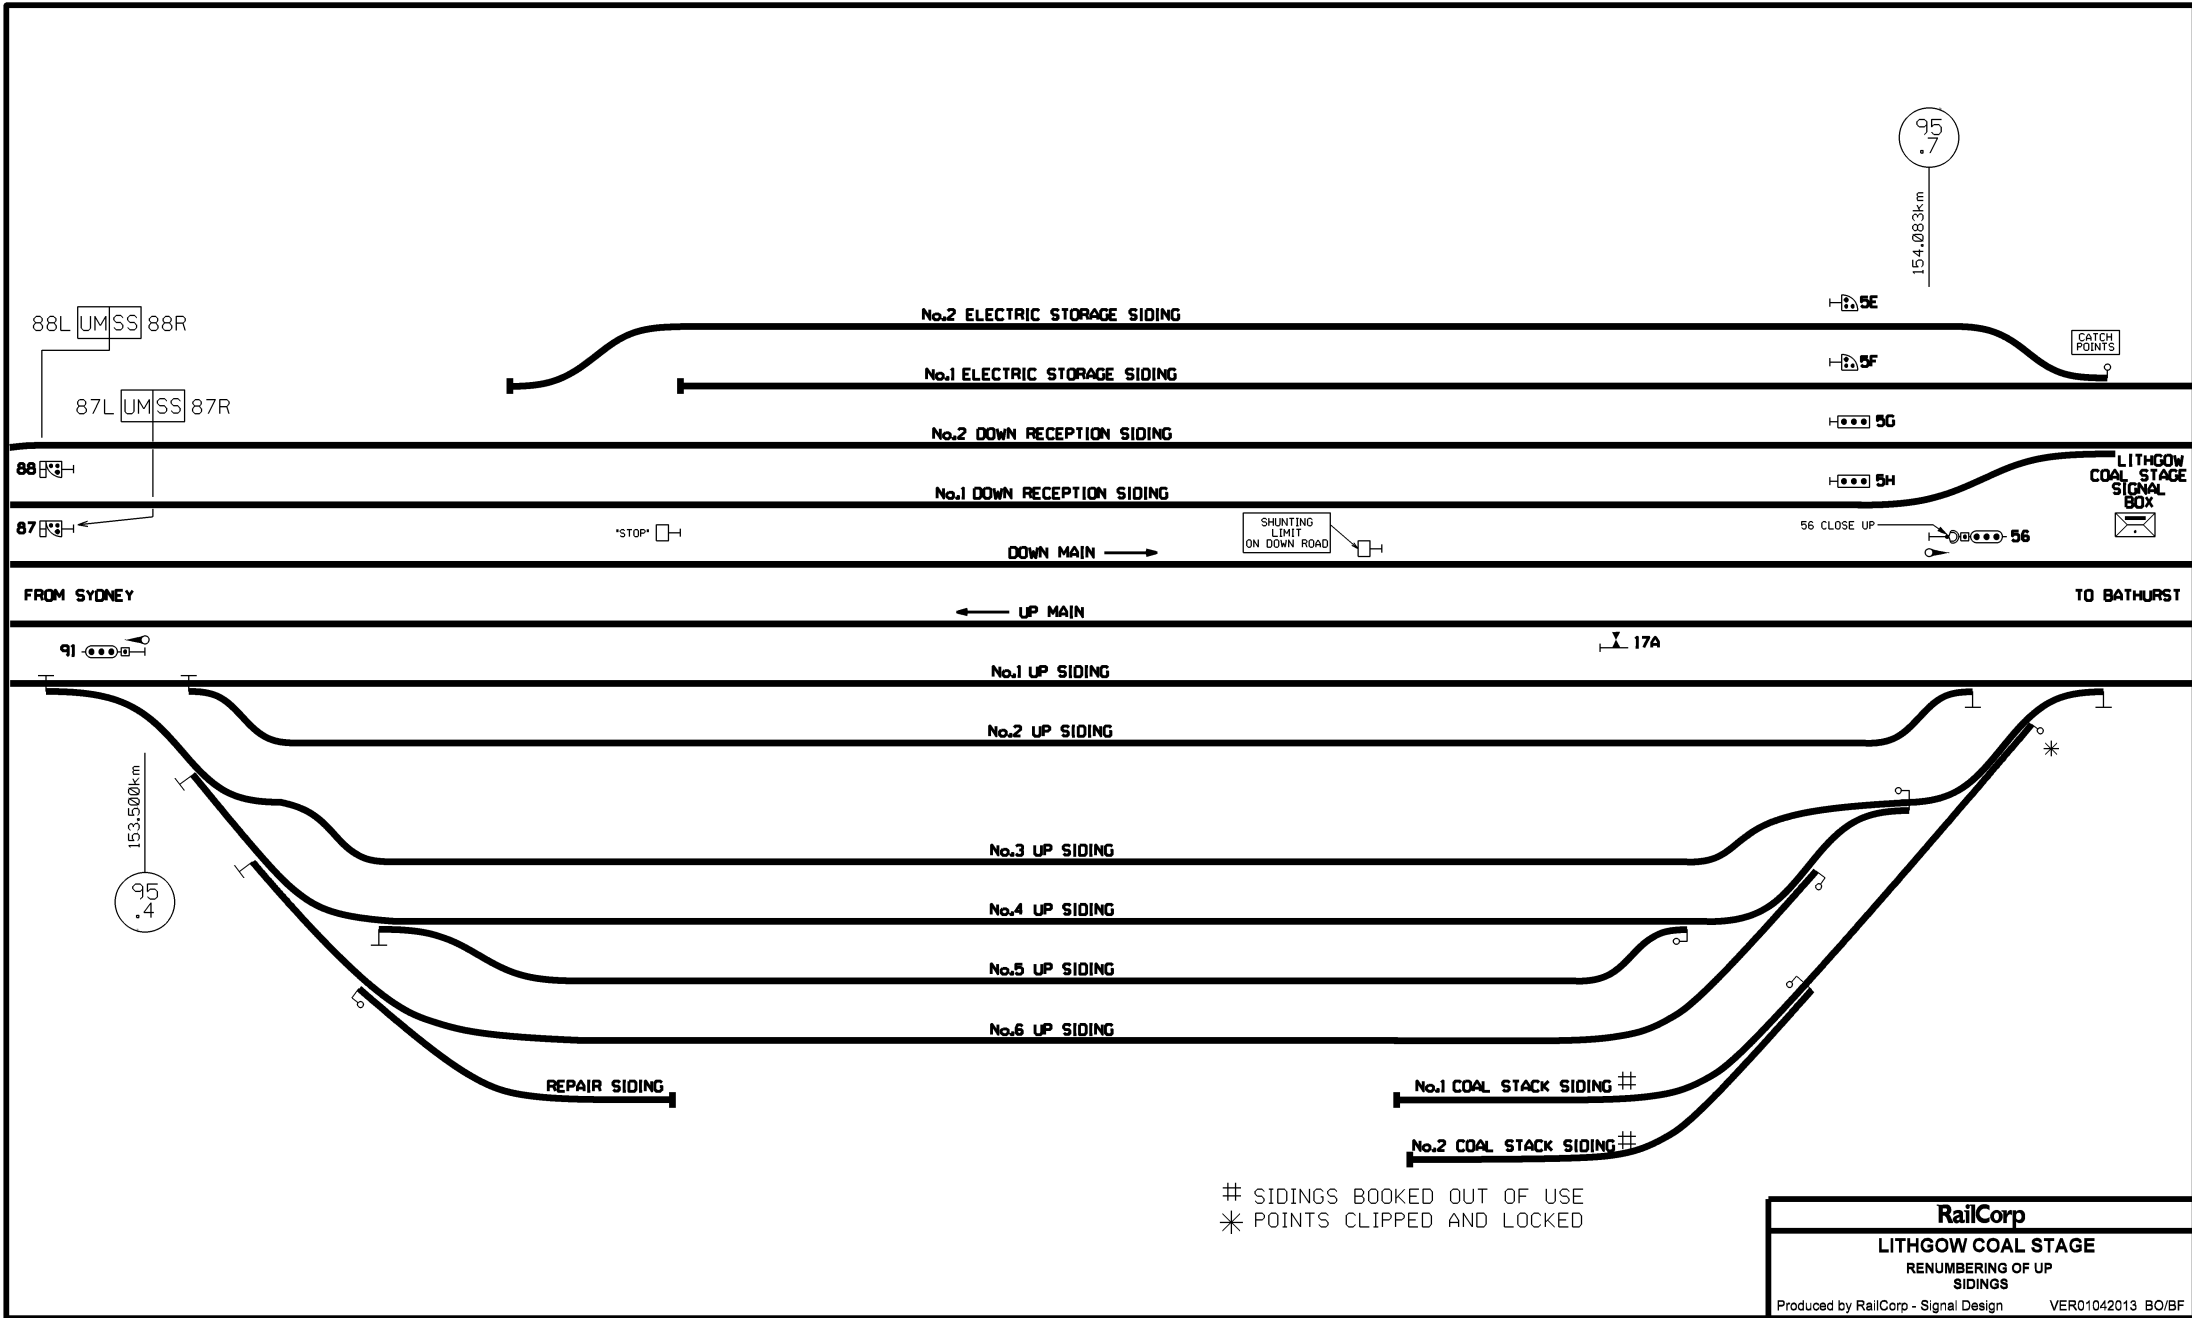 95
.7
154.083km
88L UM SS 88R
87L UM SS 87R
No.2 ELECTRIC STORAGE SIDING
5E
CATCH
POINTS
No.1 ELECTRIC STORAGE SIDING
5F
No.2 DOWN RECEPTION SIDING
5G
88
No.1 DOWN RECEPTION SIDING
5H
LITHGOW
COAL STAGE
SIGNAL
BOX
87
"STOP"
SHUNTING
LIMIT
ON DOWN ROAD
56 CLOSE UP
56
DOWN MAIN
FROM SYDNEY
TO BATHURST
UP MAIN
91
17A
No.1 UP SIDING
No.2 UP SIDING
153.500km
95
.4
No.3 UP SIDING
No.4 UP SIDING
No.5 UP SIDING
No.6 UP SIDING
REPAIR SIDING
No.1 COAL STACK SIDING #
No.2 COAL STACK SIDING #
# SIDINGS BOOKED OUT OF USE
* POINTS CLIPPED AND LOCKED
RailCorp
LITHGOW COAL STAGE
RENUMBERING OF UP
SIDINGS
Produced by RailCorp - Signal Design VER01042013 BO/BF